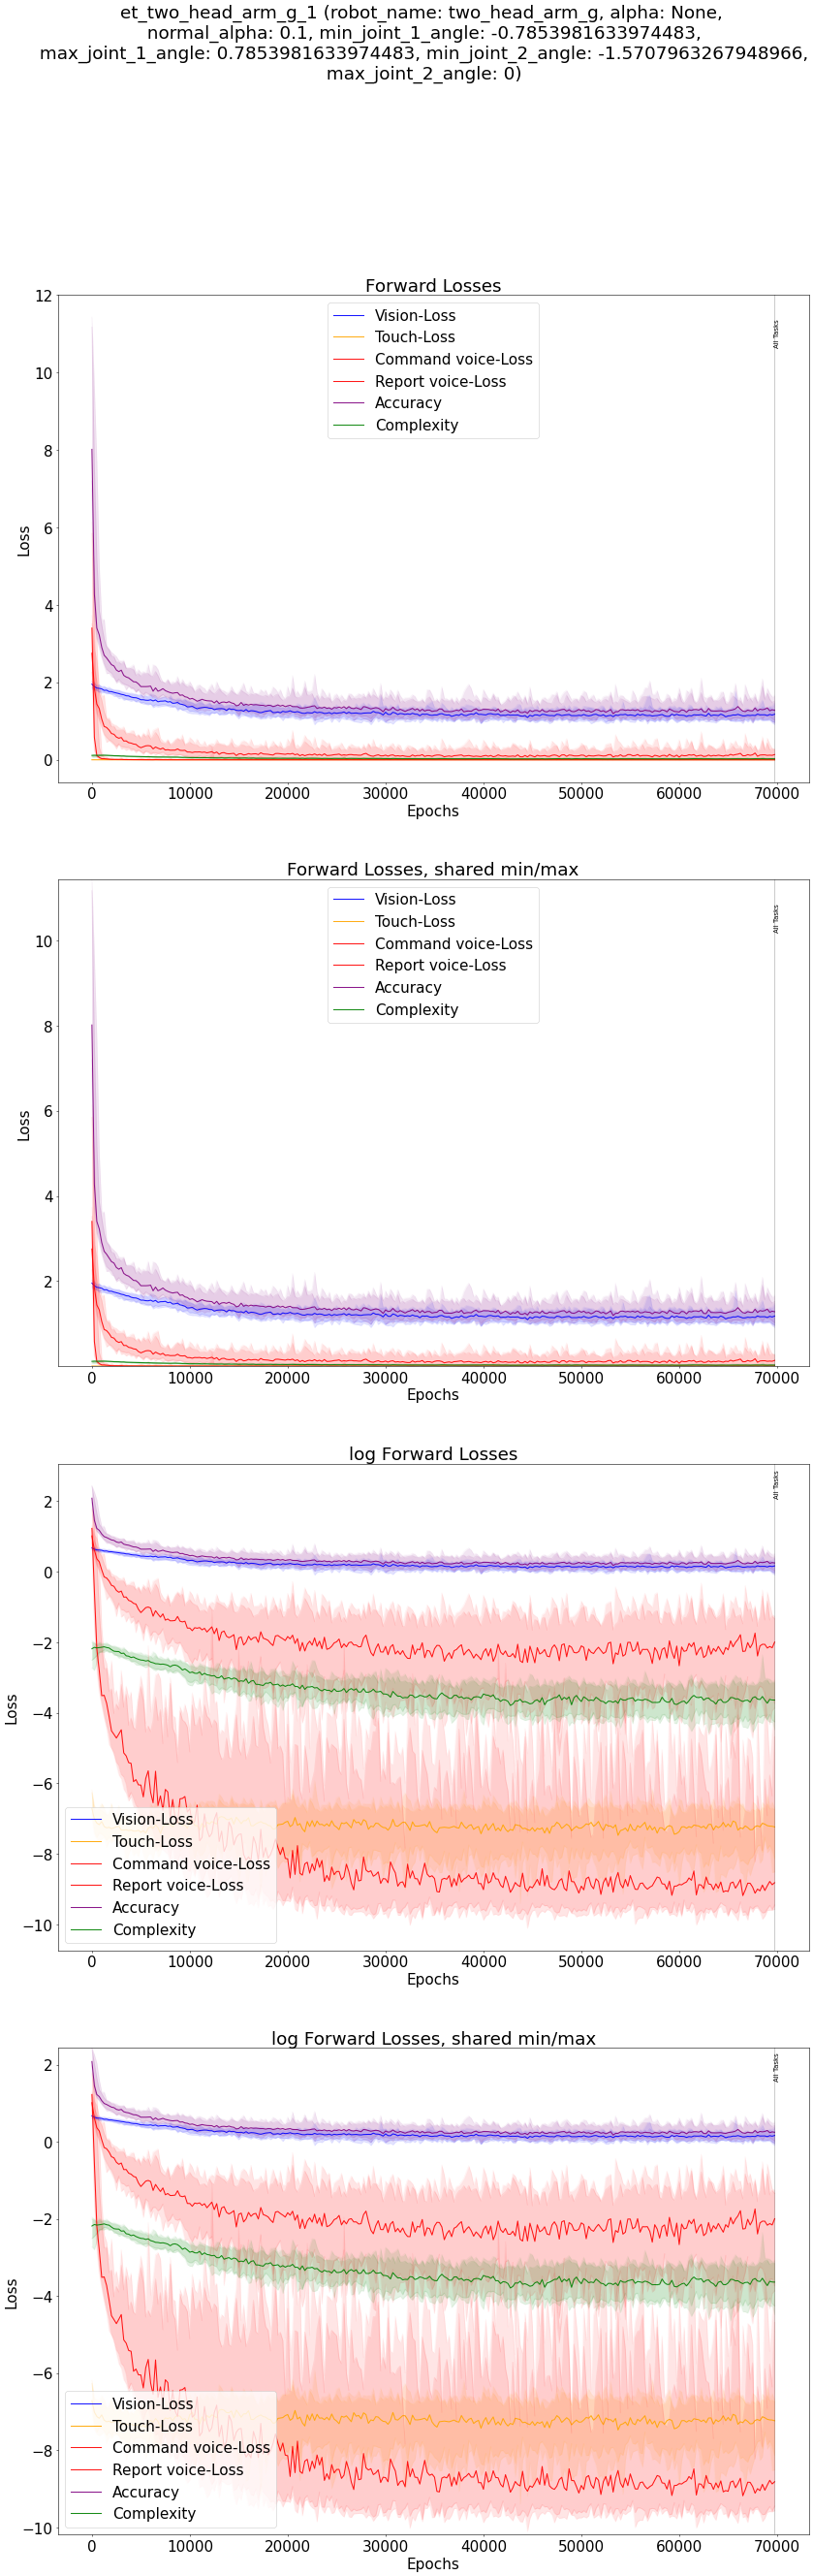 et_two_head_arm_g_1 (robot_name: two_head_arm_g, alpha: None,
normal_alpha: 0.1, min_joint_1_angle: -0.7853981633974483,
max_joint_1_angle: 0.7853981633974483, min_joint_2_angle: -1.5707963267948966,
max_joint_2_angle: 0)
Forward Losses
12
10
8
6
4
2
0
Loss
Vision-Loss
Touch-Loss
Command voice-Loss
Report voice-Loss
Accuracy
Complexity
All Tasks
0 10000 20000 30000 40000 50000 60000 70000
Epochs
Forward Losses, shared min/max
10
8
6
4
2
Loss
Vision-Loss
Touch-Loss
Command voice-Loss
Report voice-Loss
Accuracy
Complexity
All Tasks
0 10000 20000 30000 40000 50000 60000 70000
Epochs
log Forward Losses
2
0
−2
−4
−6
−8
−10
Loss
Vision-Loss
Touch-Loss
Command voice-Loss
Report voice-Loss
Accuracy
Complexity
All Tasks
0 10000 20000 30000 40000 50000 60000 70000
Epochs
log Forward Losses, shared min/max
2
0
−2
−4
−6
−8
−10
Loss
Vision-Loss
Touch-Loss
Command voice-Loss
Report voice-Loss
Accuracy
Complexity
All Tasks
0 10000 20000 30000 40000 50000 60000 70000
Epochs